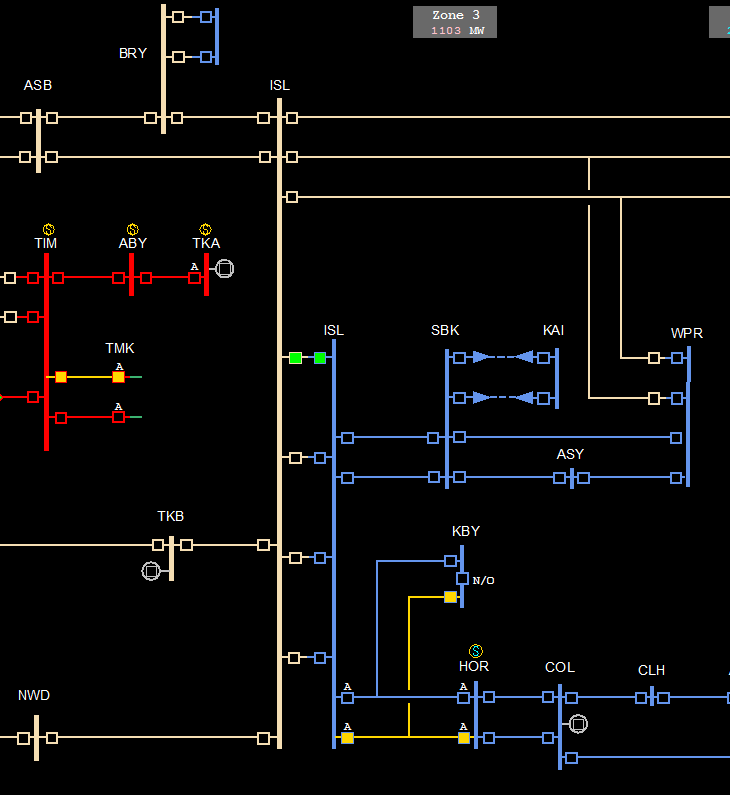 Zone 3
1103 MW
BRY
ASB
ISL
S
S
S
TIM
ABY
TKA
A
ISL
SBK
KAI
WPR
TMK
A
A
ASY
TKB
KBY
N/O
S
HOR
COL
CLH
A
A
NWD
A
A